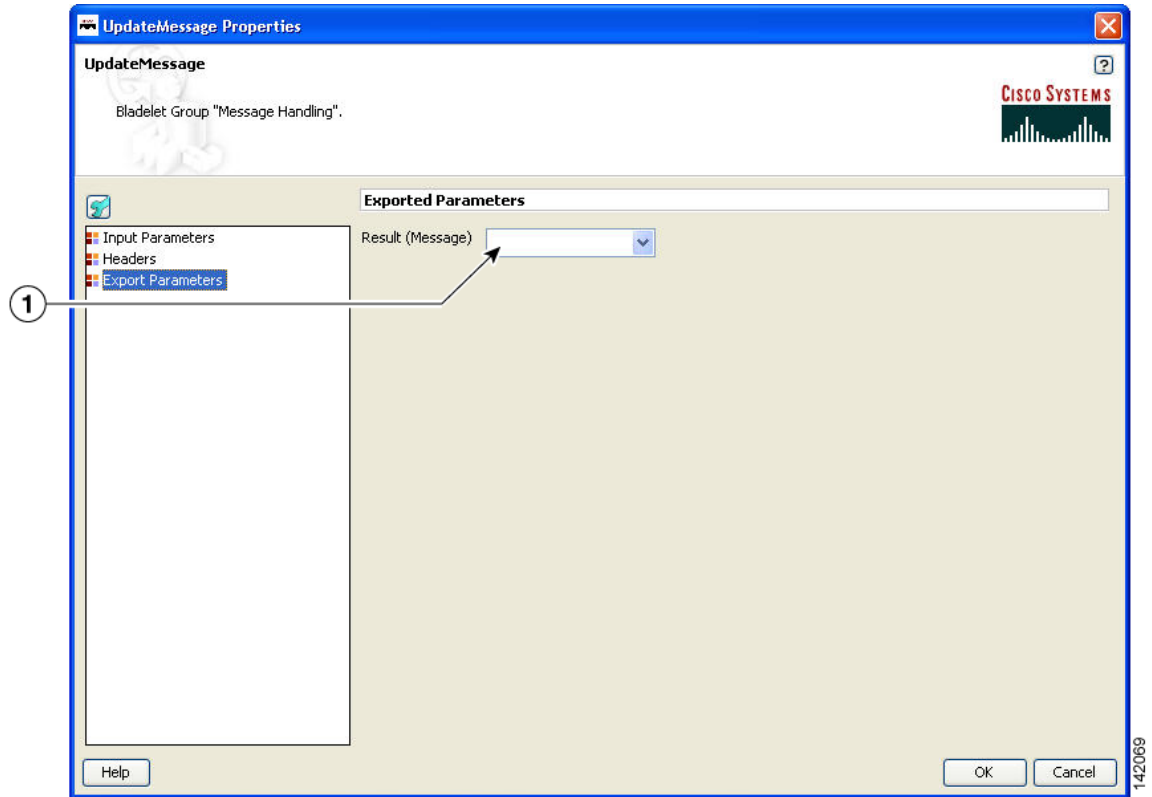 UpdateMessage Properties
UpdateMessage
Bladelet Group "Message Handling".
CISCO SYSTEMS
Exported Parameters
Input Parameters
Headers
Export Parameters
Result (Message)
1
Help
OK
Cancel
142069